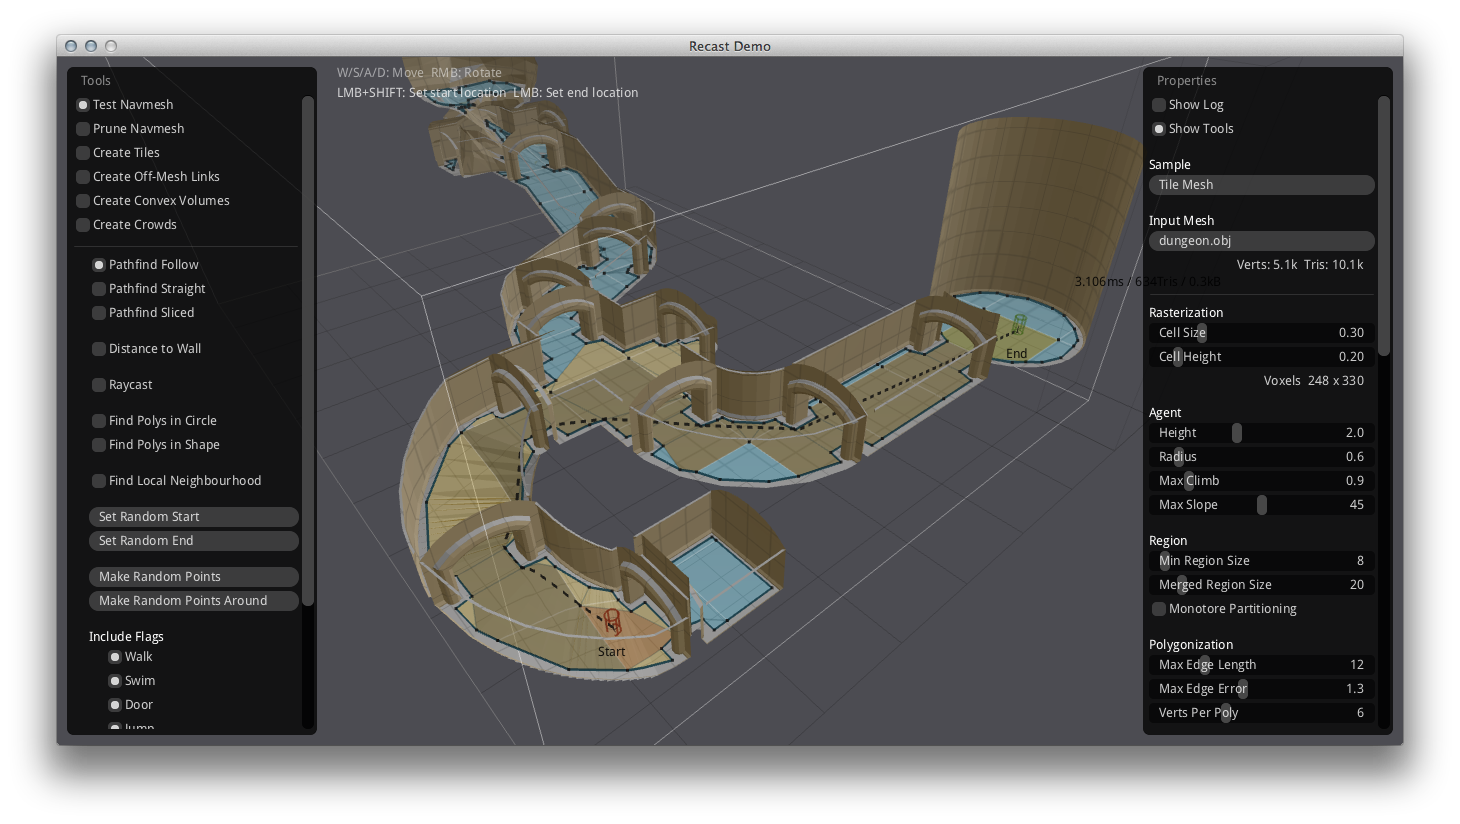 Recast Demo
Tools
Test Navmesh
Prune Navmesh
Create Tiles
Create Off-Mesh Links
Create Convex Volumes
Create Crowds
Pathfind Follow
Pathfind Straight
Pathfind Sliced
Distance to Wall
Raycast
Find Polys in Circle
Find Polys in Shape
Find Local Neighbourhood
Set Random Start
Set Random End
Make Random Points
Make Random Points Around
Include Flags
Walk
Swim
Door
Jump
W/S/A/D: Move RMB: Rotate
LMB+SHIFT: Set start location LMB: Set end location
End
Start
3.106ms / 634Tris / 0.3kB
Properties
Show Log
Show Tools
Sample
Tile Mesh
Input Mesh
dungeon.obj
Verts: 5.1k Tris: 10.1k
Rasterization
Cell Size 0.30
Cell Height 0.20
Voxels 248 x 330
Agent
Height 2.0
Radius 0.6
Max Climb 0.9
Max Slope 45
Region
Min Region Size 8
Merged Region Size 20
Monotore Partitioning
Polygonization
Max Edge Length 12
Max Edge Error 1.3
Verts Per Poly 6